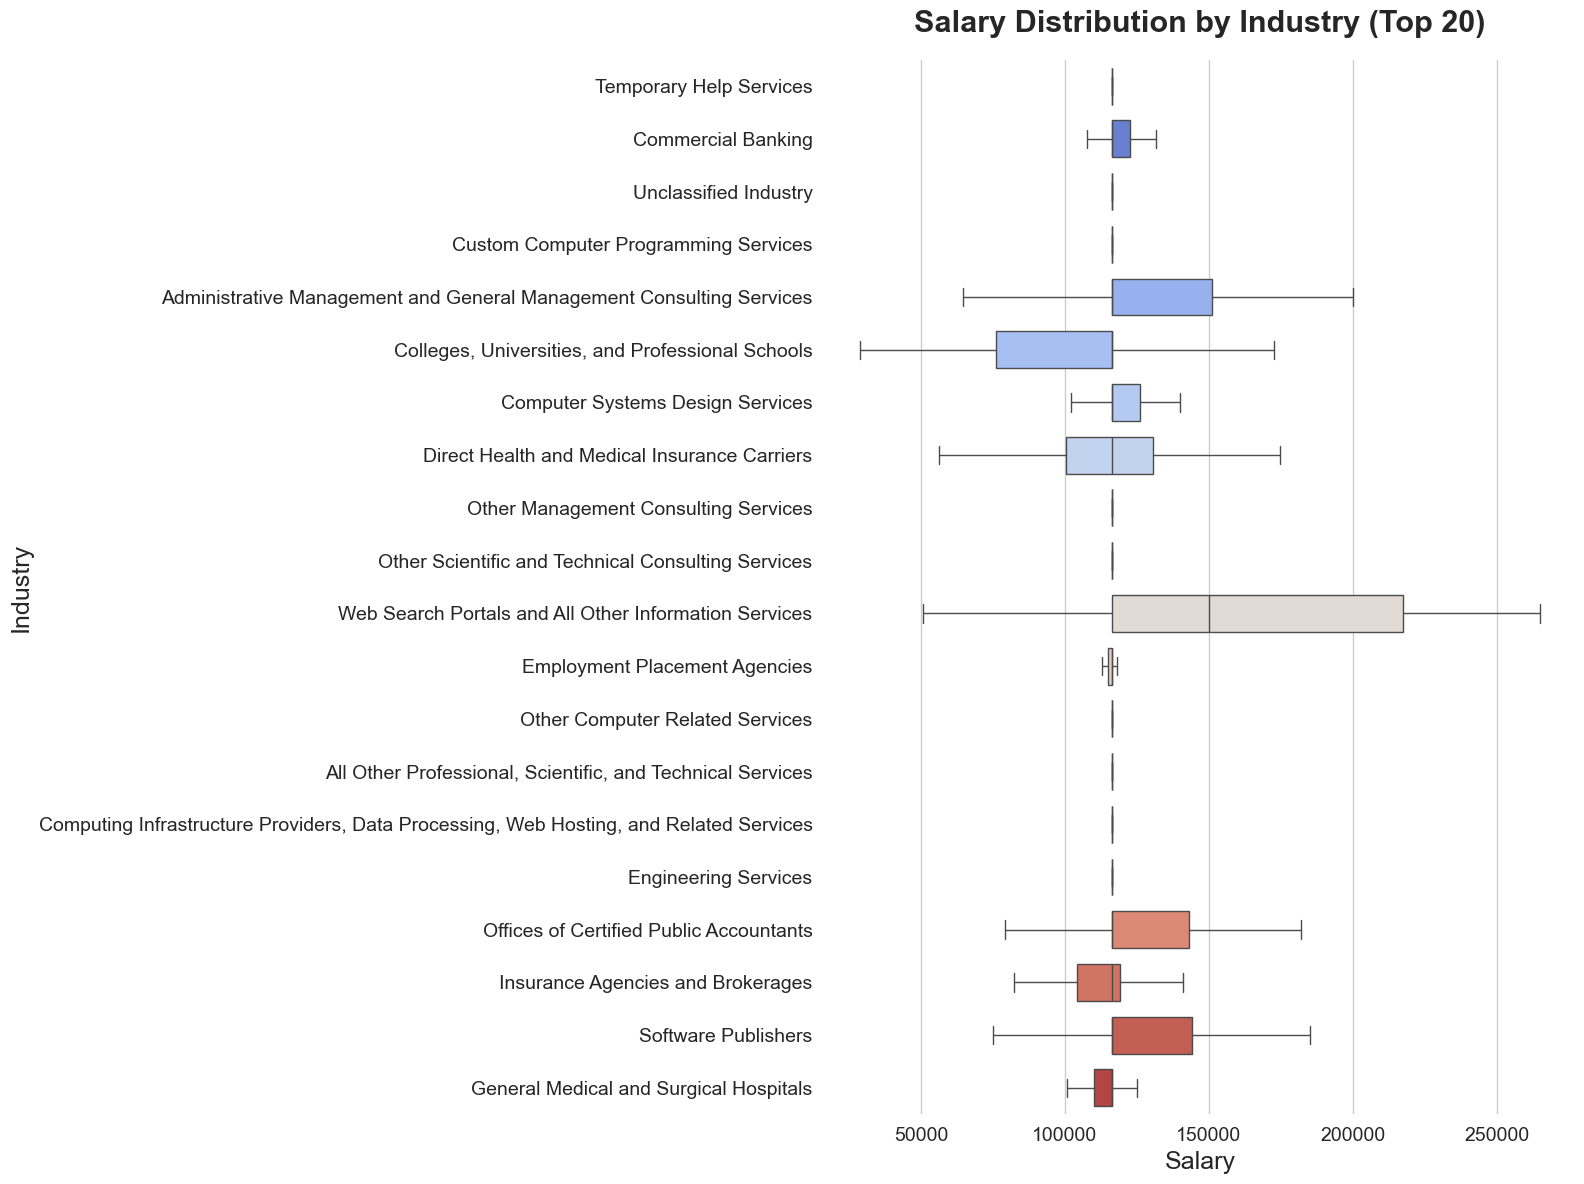 Salary Distribution by Industry (Top 20)
Industry
Temporary Help Services
Commercial Banking
Unclassified Industry
Custom Computer Programming Services
Administrative Management and General Management Consulting Services
Colleges, Universities, and Professional Schools
Computer Systems Design Services
Direct Health and Medical Insurance Carriers
Other Management Consulting Services
Other Scientific and Technical Consulting Services
Web Search Portals and All Other Information Services
Employment Placement Agencies
Other Computer Related Services
All Other Professional, Scientific, and Technical Services
Computing Infrastructure Providers, Data Processing, Web Hosting, and Related Services
Engineering Services
Offices of Certified Public Accountants
Insurance Agencies and Brokerages
Software Publishers
General Medical and Surgical Hospitals
50000 100000 150000 200000 250000
Salary